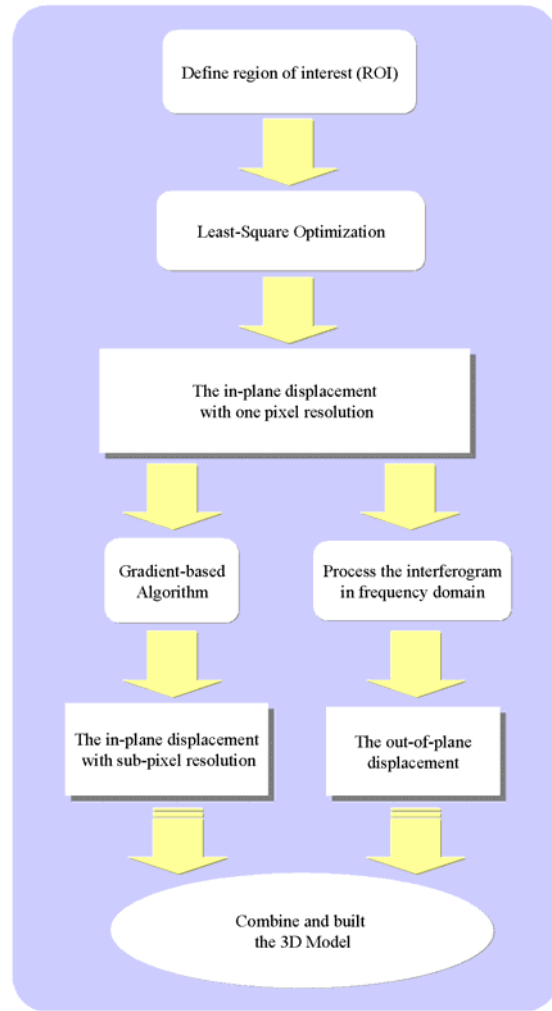 Define region of interest (ROI)
Least-Square Optimization
The in-plane displacement
with one pixel resolution
Gradient-based
Algorithm
Process the interferogram
in frequency domain
The in-plane displacement
with sub-pixel resolution
The out-of-plane
displacement
Combine and built
the 3D Model